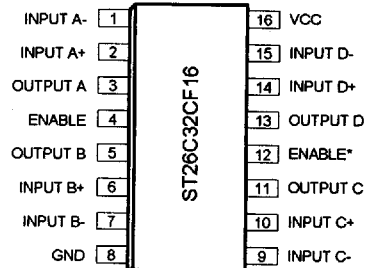 INPUT A- 1 16 VCC
INPUT A+ 2 15 INPUT D-
OUTPUT A 3 14 INPUT D+
ENABLE 4 13 OUTPUT D
OUTPUT B 5 12 ENABLE*
INPUT B+ 6 11 OUTPUT C
INPUT B- 7 10 INPUT C+
GND 8 9 INPUT C-
ST26C32CF16